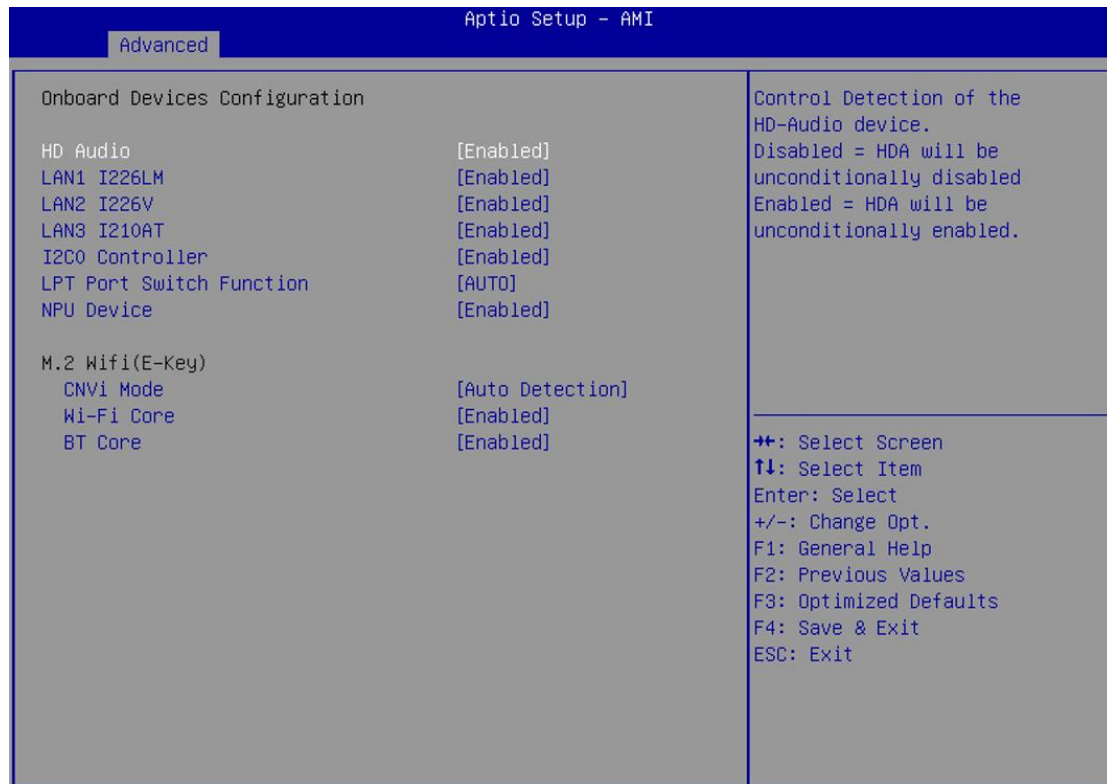 Aptio Setup – AMI
Advanced
Onboard Devices Configuration
HD Audio [Enabled]
LAN1 I226LM [Enabled]
LAN2 I226V [Enabled]
LAN3 I210AT [Enabled]
I2C0 Controller [Enabled]
LPT Port Switch Function [AUTO]
NPU Device [Enabled]
M.2 Wifi(E-Key)
CNVi Mode [Auto Detection]
Wi-Fi Core [Enabled]
BT Core [Enabled]
Control Detection of the
HD-Audio device.
Disabled = HDA will be
unconditionally disabled
Enabled = HDA will be
unconditionally enabled.
→←: Select Screen
↑↓: Select Item
Enter: Select
+/-: Change Opt.
F1: General Help
F2: Previous Values
F3: Optimized Defaults
F4: Save & Exit
ESC: Exit